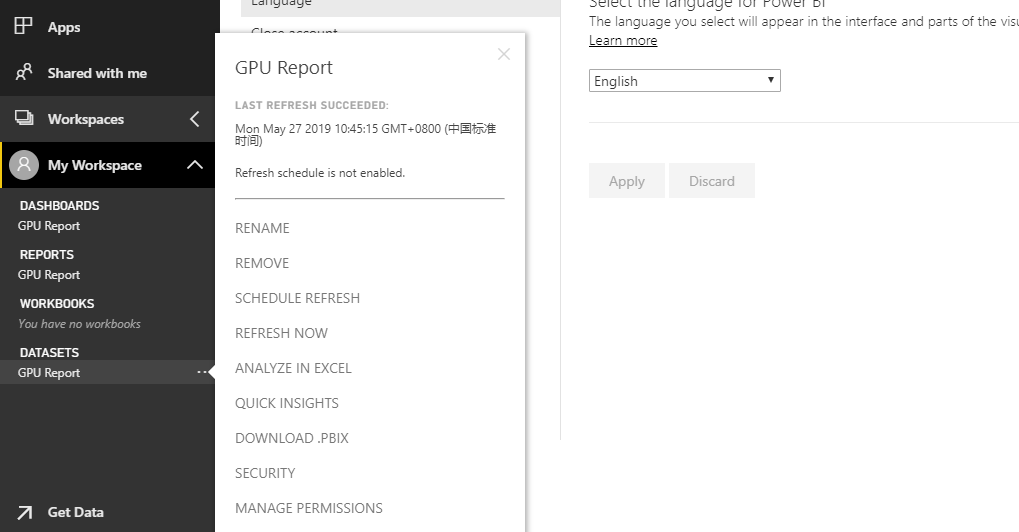 Apps
Shared with me
Workspaces
My Workspace
DASHBOARDS
GPU Report
REPORTS
GPU Report
WORKBOOKS
You have no workbooks
DATASETS
GPU Report
Get Data
Language
Close account
GPU Report
LAST REFRESH SUCCEEDED:
Mon May 27 2019 10:45:15 GMT+0800 (中国标准
时间)
Refresh schedule is not enabled.
RENAME
REMOVE
SCHEDULE REFRESH
REFRESH NOW
ANALYZE IN EXCEL
QUICK INSIGHTS
DOWNLOAD .PBIX
SECURITY
MANAGE PERMISSIONS
Select the language for Power BI
The language you select will appear in the interface and parts of the
Learn more
English
Apply
Discard